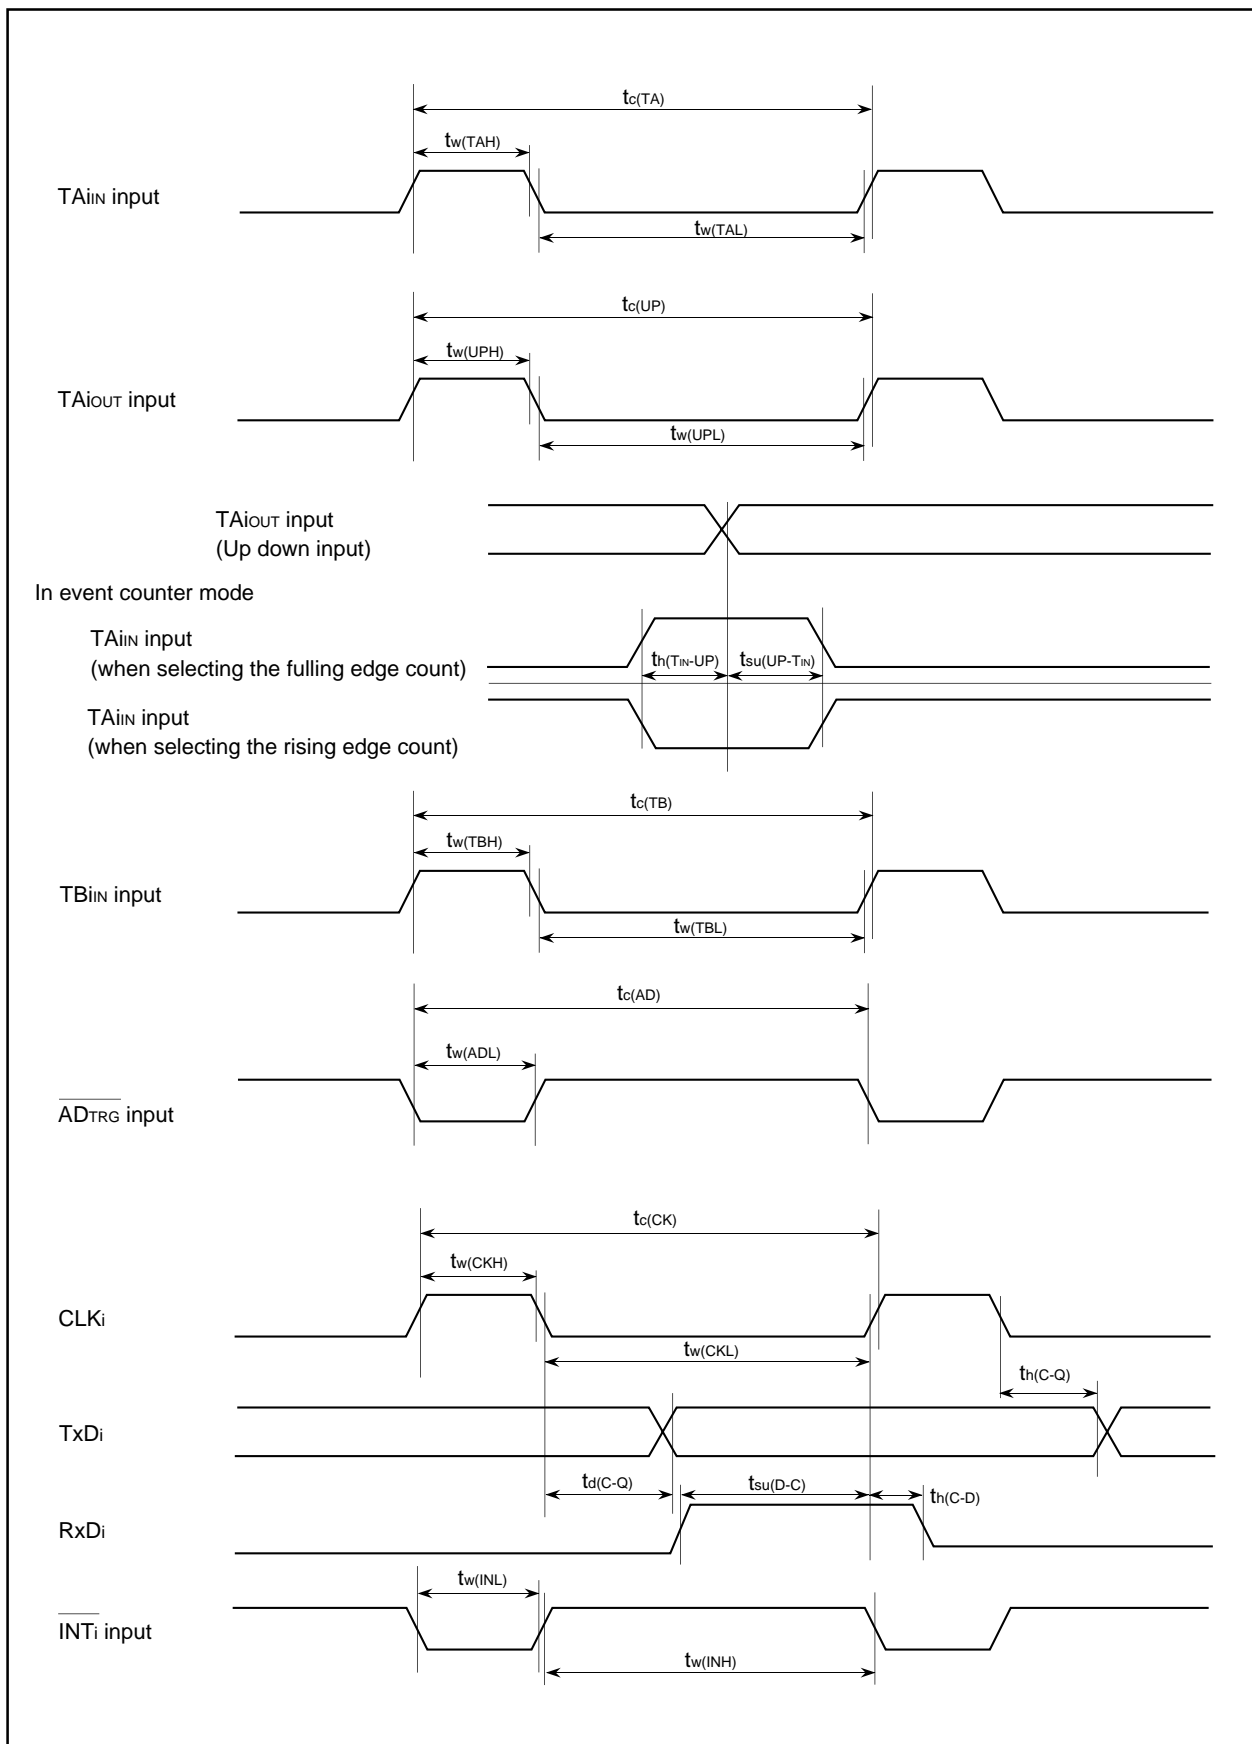 tc(TA)
tw(TAH)
TAiIN input
tw(TAL)
tc(UP)
tw(UPH)
TAiOUT input
tw(UPL)
TAiOUT input
(Up down input)
In event counter mode
TAiIN input
(when selecting the fulling edge count)
th(TIN-UP) tsu(UP-TIN)
TAiIN input
(when selecting the rising edge count)
tc(TB)
tw(TBH)
TBiIN input
tw(TBL)
tc(AD)
tw(ADL)
ADTRG input
tc(CK)
tw(CKH)
CLKi
tw(CKL)
th(C-Q)
TxDi
td(C-Q) tsu(D-C) th(C-D)
RxDi
tw(INL)
INTi input
tw(INH)